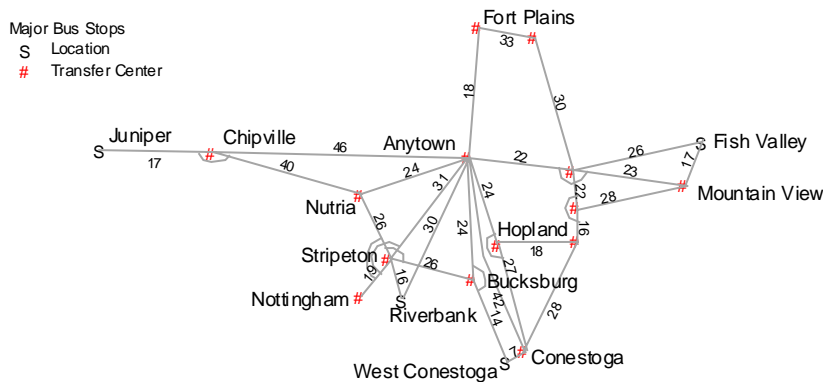 Major Bus Stops
S Location
# Transfer Center
Fort Plains
# #
33
18
30
Juniper
Chipville
Anytown
46
S
#
#
17
40
22
26
S Fish Valley
17
#
23
#
Mountain View
24
31
24
22
28
Nutria
#
30
#
26
24
16
Hopland
#
18
#
Stripeton
#
26
27
19
16
#
Bucksburg
Nottingham
#
S
Riverbank
42
14
28
West Conestoga
S
7
#
Conestoga